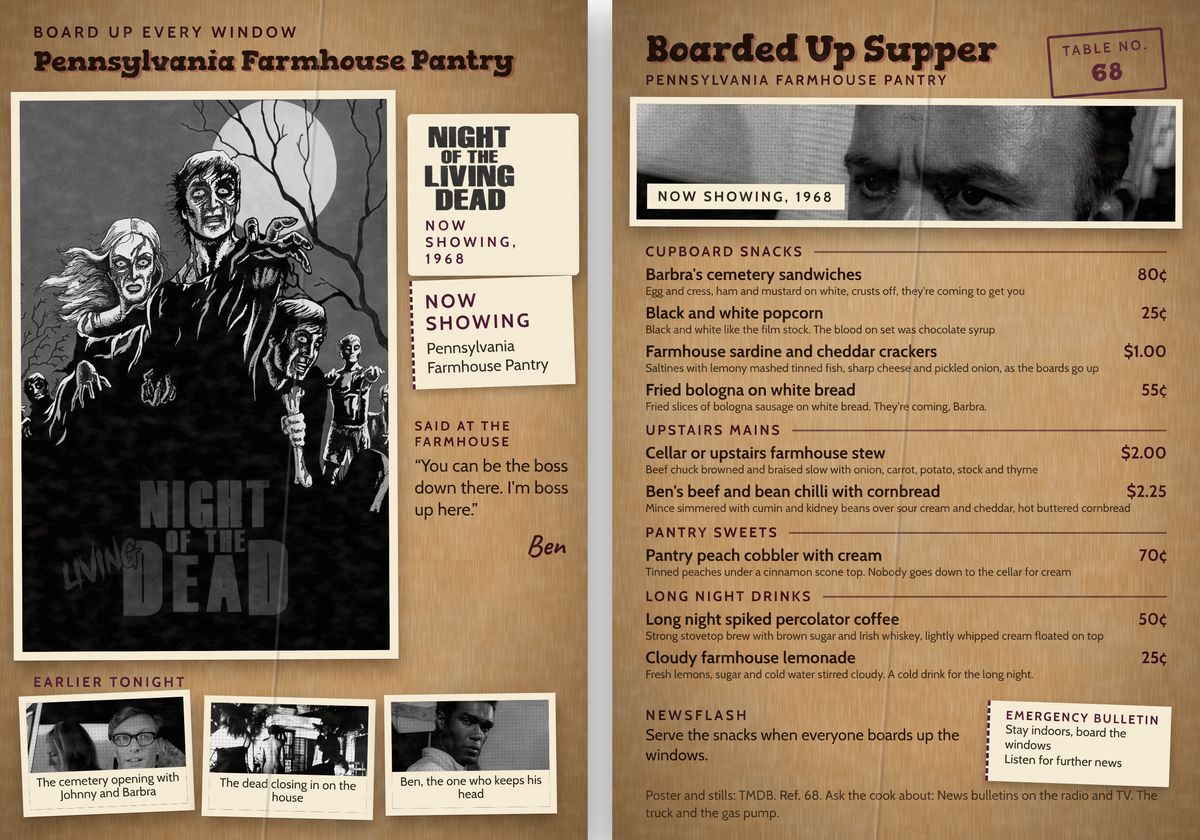 BOARD UP EVERY WINDOW
Pennsylvania Farmhouse Pantry
NIGHT
OF THE
LIVING
DEAD
NOW
SHOWING,
1968
NOW
SHOWING
Pennsylvania
Farmhouse Pantry
SAID AT THE
FARMHOUSE
“You can be the boss
down there. I'm boss
up here.”
Ben
NIGHT
OF THE
LIVING
DEAD
EARLIER TONIGHT
The cemetery opening with
Johnny and Barbra
The dead closing in on the
house
Ben, the one who keeps his
head
Boarded Up Supper
PENNSYLVANIA FARMHOUSE PANTRY
TABLE NO.
68
NOW SHOWING, 1968
CUPBOARD SNACKS
Barbra's cemetery sandwiches 80¢
Egg and cress, ham and mustard on white, crusts off, they're coming to get you
Black and white popcorn 25¢
Black and white like the film stock. The blood on set was chocolate syrup
Farmhouse sardine and cheddar crackers $1.00
Saltines with lemony mashed tinned fish, sharp cheese and pickled onion, as the boards go up
Fried bologna on white bread 55¢
Fried slices of bologna sausage on white bread. They're coming, Barbra.
UPSTAIRS MAINS
Cellar or upstairs farmhouse stew $2.00
Beef chuck browned and braised slow with onion, carrot, potato, stock and thyme
Ben's beef and bean chilli with cornbread $2.25
Mince simmered with cumin and kidney beans over sour cream and cheddar, hot buttered cornbread
PANTRY SWEETS
Pantry peach cobbler with cream 70¢
Tinned peaches under a cinnamon scone top. Nobody goes down to the cellar for cream
LONG NIGHT DRINKS
Long night spiked percolator coffee 50¢
Strong stovetop brew with brown sugar and Irish whiskey, lightly whipped cream floated on top
Cloudy farmhouse lemonade 25¢
Fresh lemons, sugar and cold water stirred cloudy. A cold drink for the long night.
NEWSFLASH
Serve the snacks when everyone boards up the
windows.
EMERGENCY BULLETIN
Stay indoors, board the
windows
Listen for further news
Poster and stills: TMDB. Ref. 68. Ask the cook about: News bulletins on the radio and TV. The
truck and the gas pump.